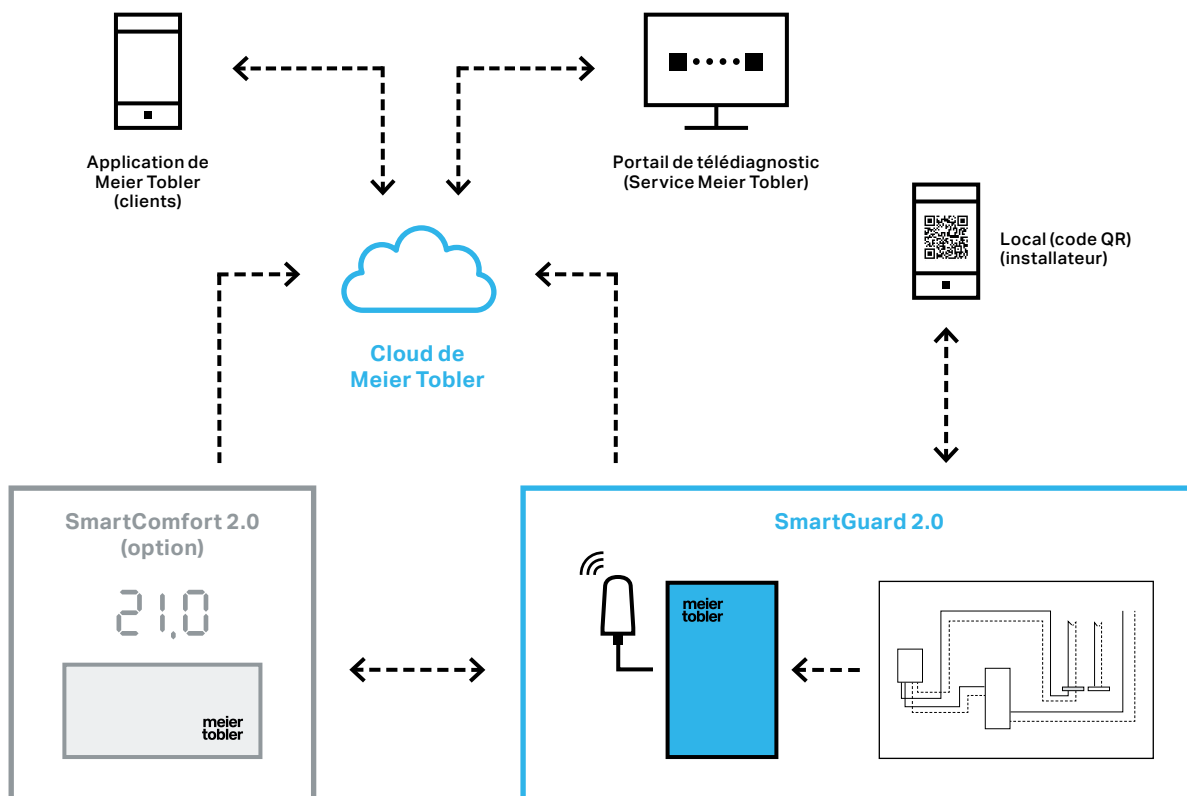 Application de
Meier Tobler
(clients)
Portail de télédiagnostic
(Service Meier Tobler)
Local (code QR)
(installateur)
Cloud de
Meier Tobler
SmartComfort 2.0
(option)
21,0
meier
tobler
SmartGuard 2.0
meier
tobler